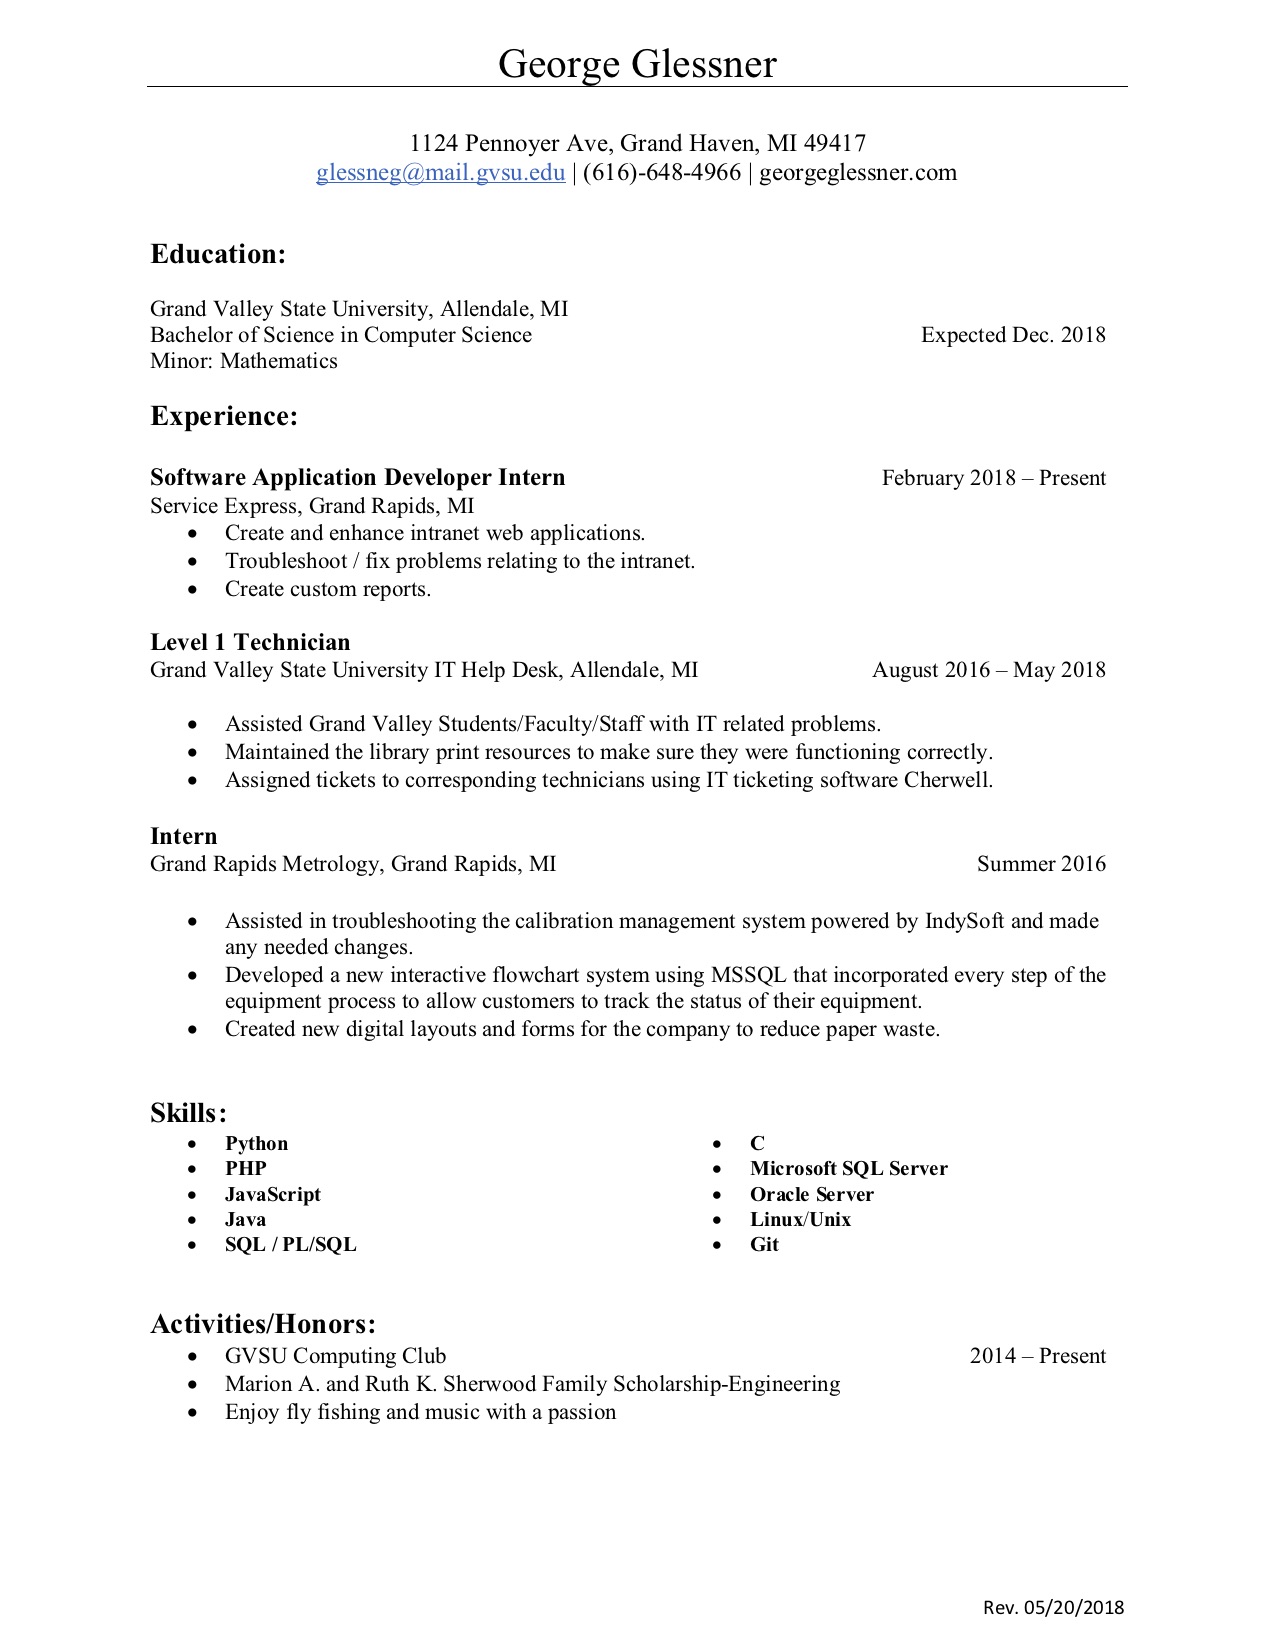 George Glessner
1124 Pennoyer Ave, Grand Haven, MI 49417
glessneg@mail.gvsu.edu | (616)-648-4966 | georgeglessner.com
Education:
Grand Valley State University, Allendale, MI
Bachelor of Science in Computer Science Expected Dec. 2018
Minor: Mathematics
Experience:
Software Application Developer Intern February 2018 – Present
Service Express, Grand Rapids, MI
• Create and enhance intranet web applications.
• Troubleshoot / fix problems relating to the intranet.
• Create custom reports.
Level 1 Technician
Grand Valley State University IT Help Desk, Allendale, MI August 2016 – May 2018
• Assisted Grand Valley Students/Faculty/Staff with IT related problems.
• Maintained the library print resources to make sure they were functioning correctly.
• Assigned tickets to corresponding technicians using IT ticketing software Cherwell.
Intern
Grand Rapids Metrology, Grand Rapids, MI Summer 2016
• Assisted in troubleshooting the calibration management system powered by IndySoft and made
any needed changes.
• Developed a new interactive flowchart system using MSSQL that incorporated every step of the
equipment process to allow customers to track the status of their equipment.
• Created new digital layouts and forms for the company to reduce paper waste.
Skills:
• Python
• PHP
• JavaScript
• Java
• SQL / PL/SQL
• C
• Microsoft SQL Server
• Oracle Server
• Linux/Unix
• Git
Activities/Honors:
• GVSU Computing Club 2014 – Present
• Marion A. and Ruth K. Sherwood Family Scholarship-Engineering
• Enjoy fly fishing and music with a passion
Rev. 05/20/2018